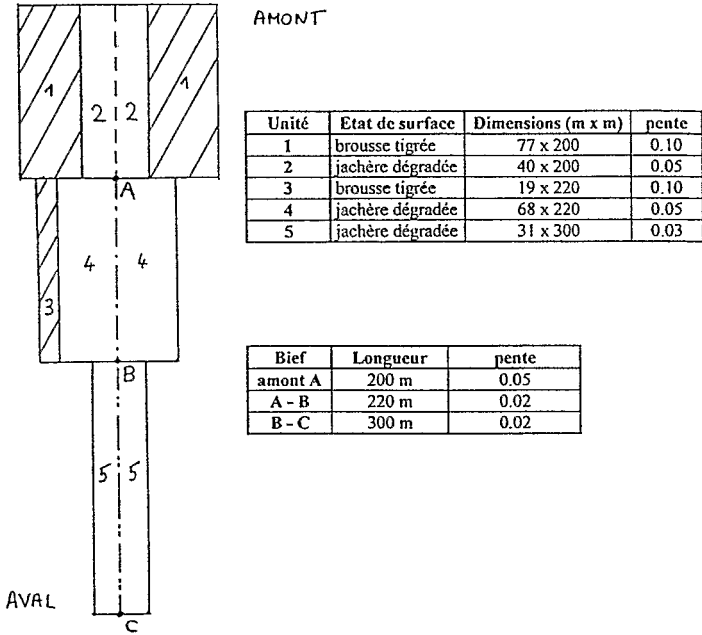 AMONT
1 2 2 1
A
Unité Etat de surface Dimensions (m x m) pente
1 brousse tigrée 77 x 200 0.10
2 jachère dégradée 40 x 200 0.05
3 brousse tigrée 19 x 220 0.10
4 jachère dégradée 68 x 220 0.05
5 jachère dégradée 31 x 300 0.03
4 4
3
B
Bief Longueur pente
amont A 200 m 0.05
A - B 220 m 0.02
B - C 300 m 0.02
5 5
AVAL
C